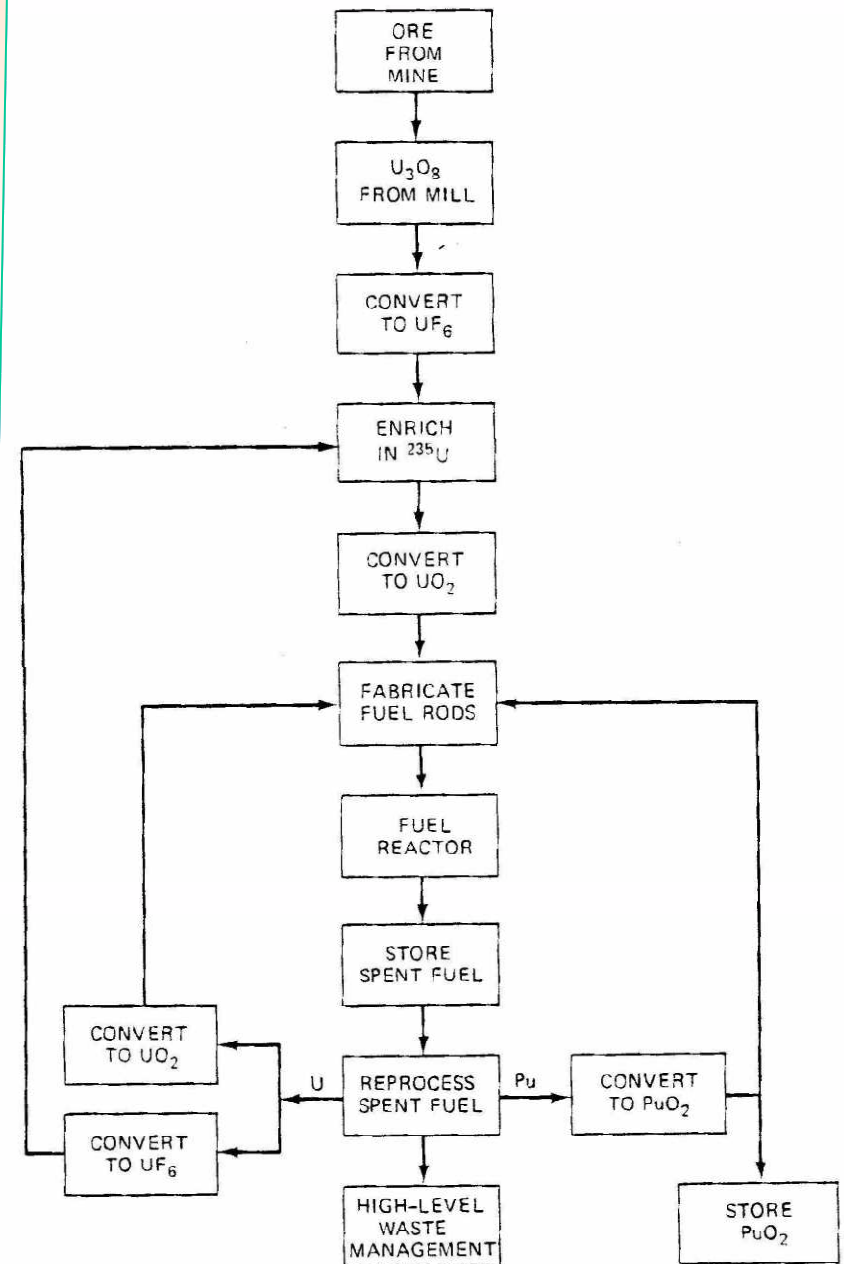 ORE
FROM
MINE
U₃O₈
FROM MILL
CONVERT
TO UF₆
ENRICH
IN ²³⁵U
CONVERT
TO UO₂
FABRICATE
FUEL RODS
FUEL
REACTOR
STORE
SPENT FUEL
CONVERT
TO UO₂
U
REPROCESS
SPENT FUEL
Pu
CONVERT
TO PuO₂
CONVERT
TO UF₆
HIGH-LEVEL
WASTE
MANAGEMENT
STORE
PuO₂